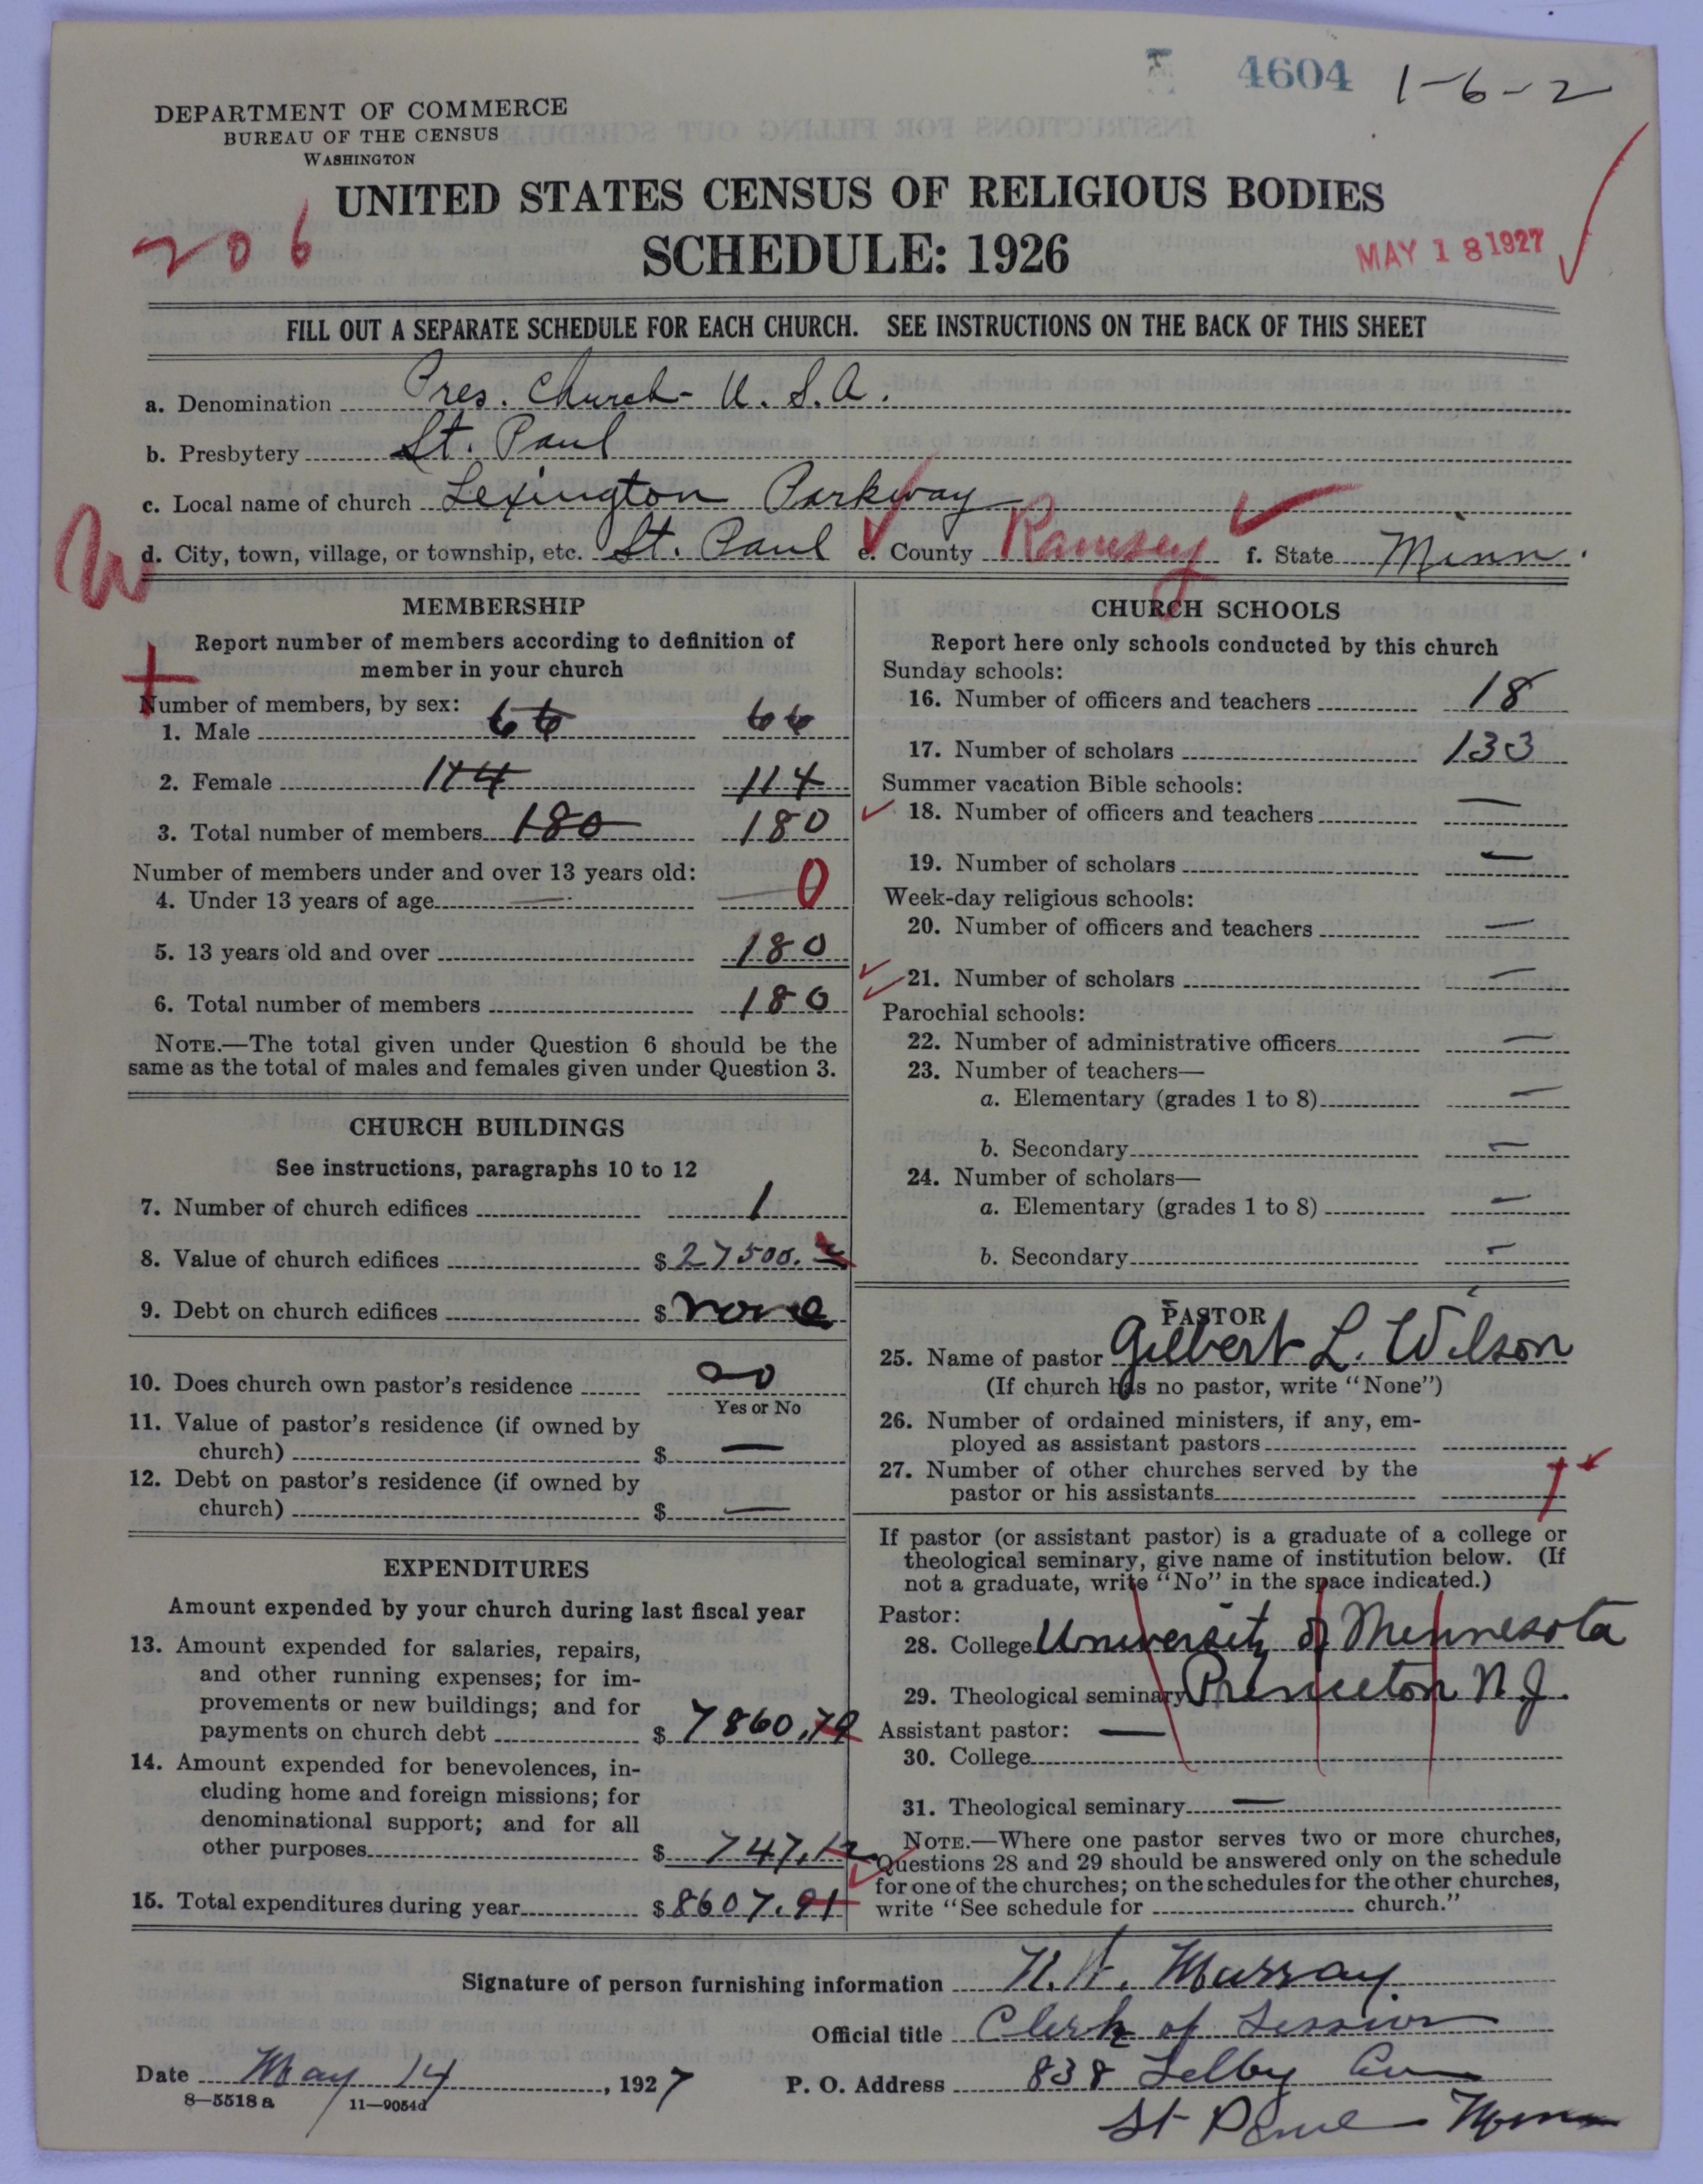 4604 1-6-2
DEPARTMENT OF COMMERCE
BUREAU OF THE CENSUS
WASHINGTON
UNITED STATES CENSUS OF RELIGIOUS BODIES
206
SCHEDULE: 1926
MAY 18 1927
FILL OUT A SEPARATE SCHEDULE FOR EACH CHURCH. SEE INSTRUCTIONS ON THE BACK OF THIS SHEET
a. Denomination Pres. Church- U. S. A.
b. Presbytery St. Paul
c. Local name of church Lexington Parkway
d. City, town, village, or township, etc. St. Paul e. County Ramsey f. State Minn.
MEMBERSHIP
Report number of members according to definition of
member in your church
Number of members, by sex:
1. Male 66 66
2. Female 114 114
3. Total number of members 180 180
Number of members under and over 13 years old:
4. Under 13 years of age — — 0
5. 13 years old and over 180
6. Total number of members 180
NOTE.—The total given under Question 6 should be the
same as the total of males and females given under Question 3.
CHURCH BUILDINGS
See instructions, paragraphs 10 to 12
7. Number of church edifices 1
8. Value of church edifices $ 27500.
9. Debt on church edifices $ none
10. Does church own pastor's residence no
Yes or No
11. Value of pastor's residence (if owned by
church) $ —
12. Debt on pastor's residence (if owned by
church) $ —
EXPENDITURES
Amount expended by your church during last fiscal year
13. Amount expended for salaries, repairs,
and other running expenses; for im-
provements or new buildings; and for
payments on church debt $ 7860.79
14. Amount expended for benevolences, in-
cluding home and foreign missions; for
denominational support; and for all
other purposes $ 747.12
15. Total expenditures during year $ 8607.91
CHURCH SCHOOLS
Report here only schools conducted by this church
Sunday schools:
16. Number of officers and teachers 18
17. Number of scholars 133
Summer vacation Bible schools:
18. Number of officers and teachers —
19. Number of scholars —
Week-day religious schools:
20. Number of officers and teachers —
21. Number of scholars —
Parochial schools:
22. Number of administrative officers —
23. Number of teachers—
a. Elementary (grades 1 to 8) —
b. Secondary —
24. Number of scholars—
a. Elementary (grades 1 to 8) —
b. Secondary —
PASTOR
25. Name of pastor Gilbert L. Wilson
(If church has no pastor, write "None")
26. Number of ordained ministers, if any, em-
ployed as assistant pastors
27. Number of other churches served by the
pastor or his assistants
If pastor (or assistant pastor) is a graduate of a college or
theological seminary, give name of institution below. (If
not a graduate, write "No" in the space indicated.)
Pastor:
28. College University of Minnesota
29. Theological seminary Princeton N.J.
Assistant pastor: —
30. College
31. Theological seminary —
NOTE.—Where one pastor serves two or more churches,
Questions 28 and 29 should be answered only on the schedule
for one of the churches; on the schedules for the other churches,
write "See schedule for church."
Signature of person furnishing information Murray
Official title Clerk of Session
Date May 14, 1927 P. O. Address 838 Selby Av
8—5518 a 11—9054d
St Paul Minn